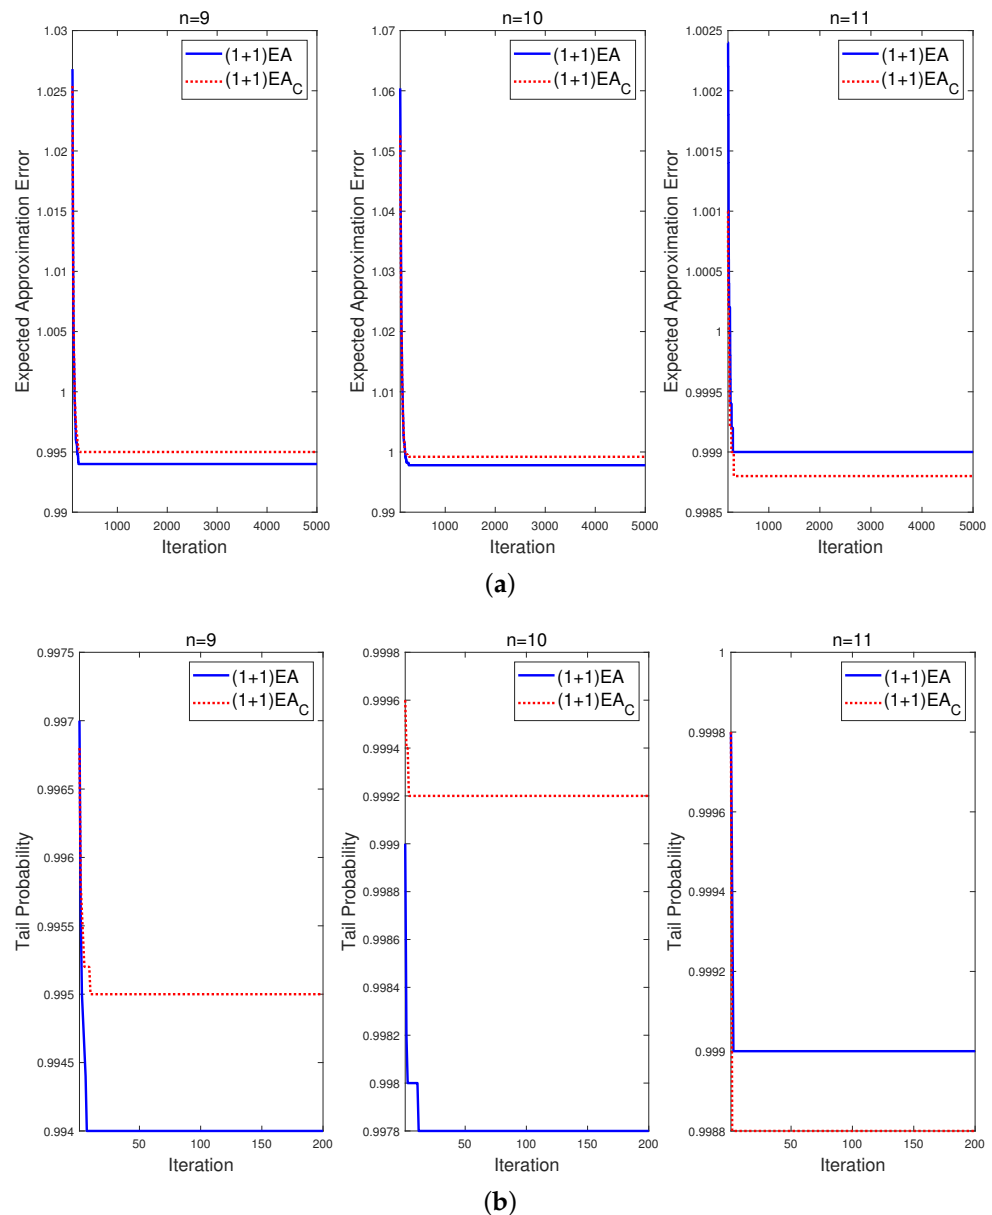 n=9
(1+1)EA
(1+1)EA_C
1.03
1.025
1.02
1.015
1.01
1.005
1
0.995
0.99
1000 2000 3000 4000 5000
Iteration
Expected Approximation Error
n=10
(1+1)EA
(1+1)EA_C
1.07
1.06
1.05
1.04
1.03
1.02
1.01
1
0.99
1000 2000 3000 4000 5000
Iteration
Expected Approximation Error
n=11
(1+1)EA
(1+1)EA_C
1.0025
1.002
1.0015
1.001
1.0005
1
0.9995
0.999
0.9985
1000 2000 3000 4000 5000
Iteration
Expected Approximation Error
(a)
n=9
(1+1)EA
(1+1)EA_C
0.9975
0.997
0.9965
0.996
0.9955
0.995
0.9945
0.994
50 100 150 200
Iteration
Tail Probability
n=10
(1+1)EA
(1+1)EA_C
0.9998
0.9996
0.9994
0.9992
0.999
0.9988
0.9986
0.9984
0.9982
0.998
0.9978
50 100 150 200
Iteration
Tail Probability
n=11
(1+1)EA
(1+1)EA_C
1
0.9998
0.9996
0.9994
0.9992
0.999
0.9988
50 100 150 200
Iteration
Tail Probability
(b)